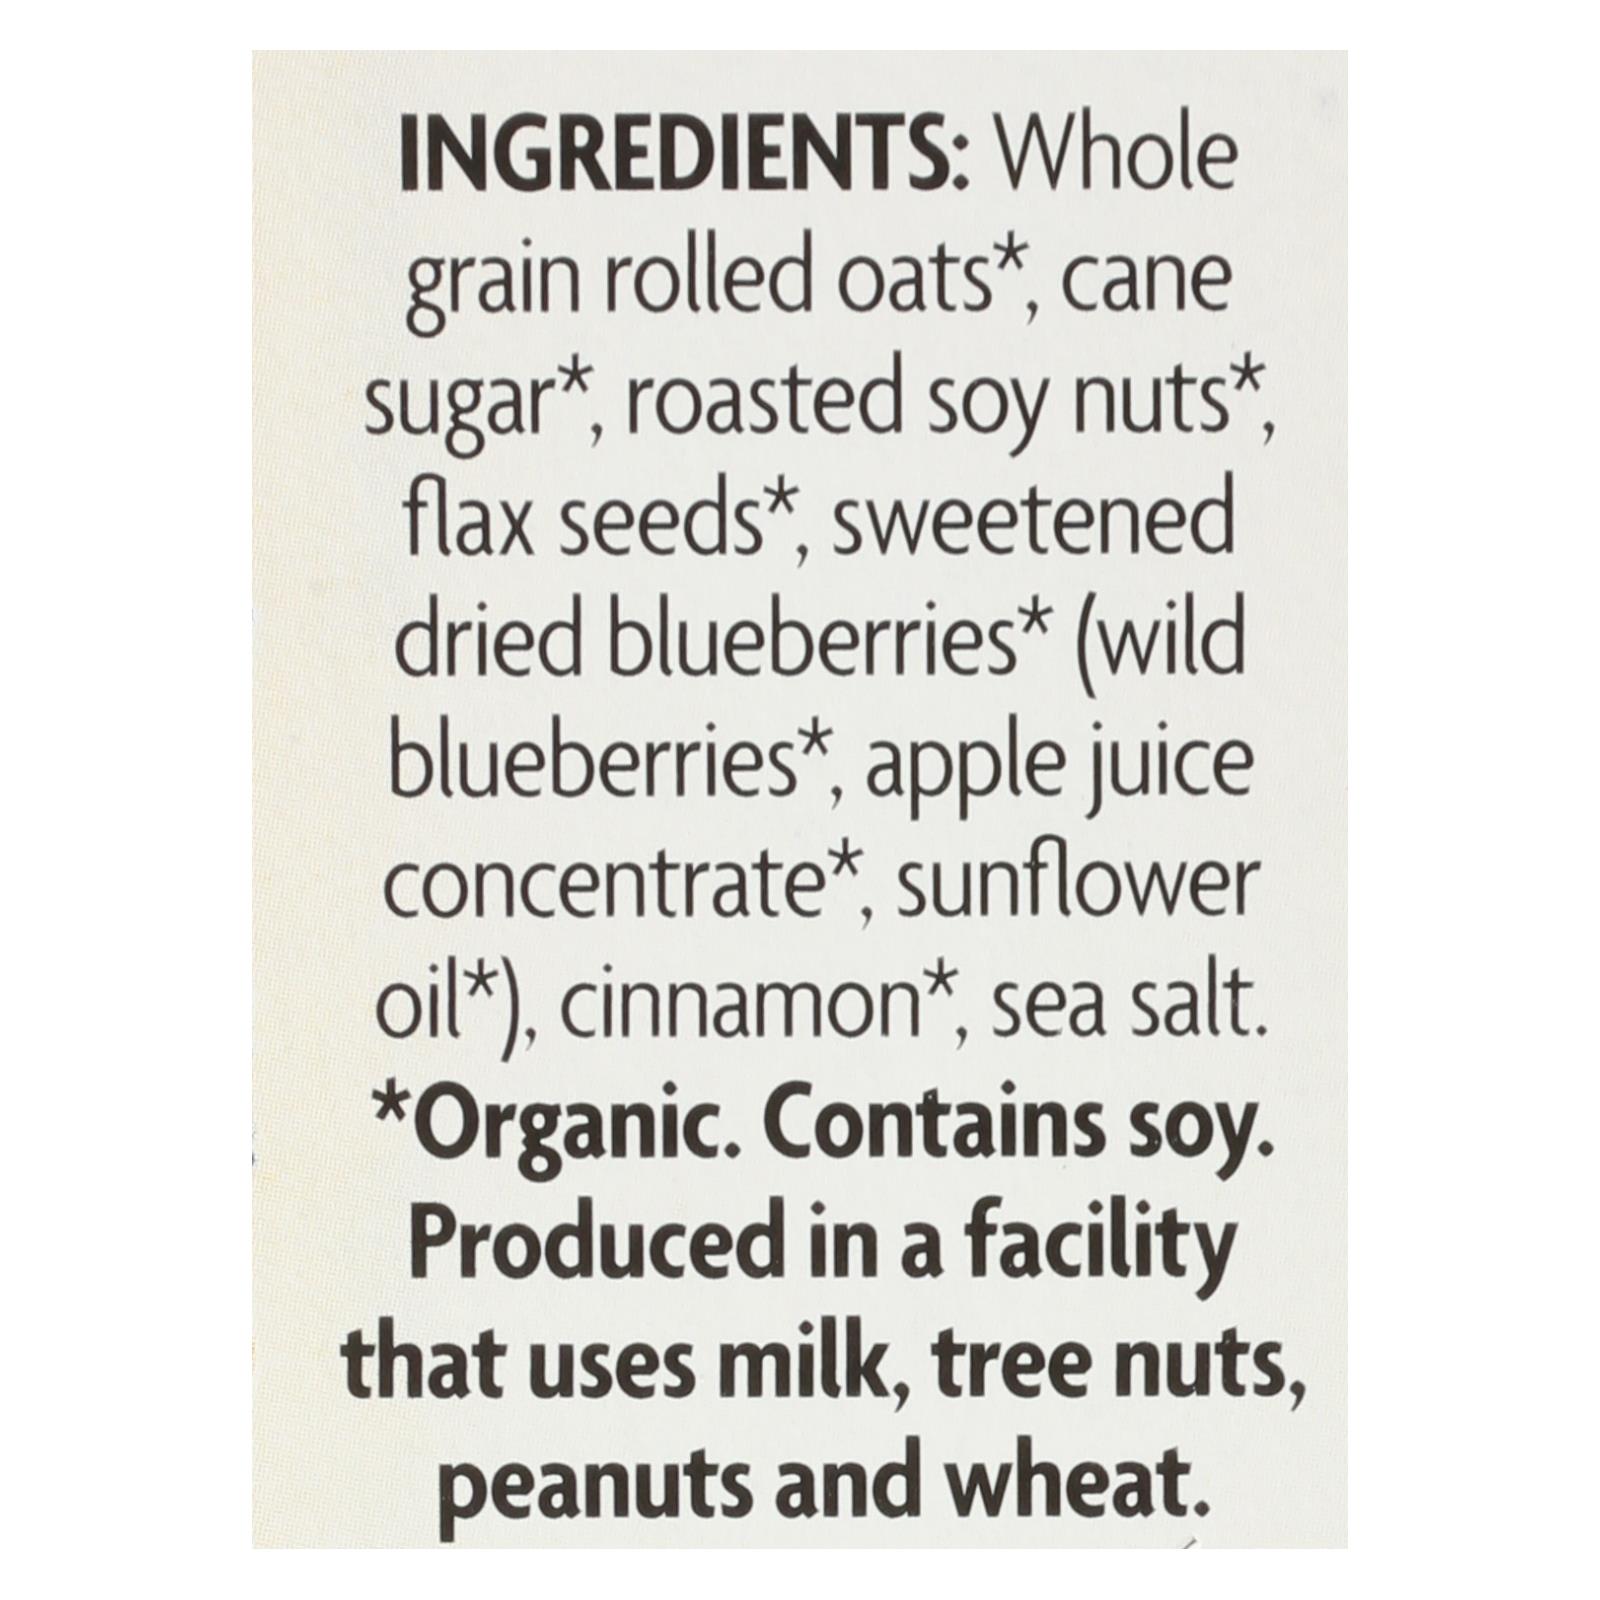 INGREDIENTS: Whole
grain rolled oats*, cane
sugar*, roasted soy nuts*,
flax seeds*, sweetened
dried blueberries* (wild
blueberries*, apple juice
concentrate*, sunflower
oil*), cinnamon*, sea salt.
*Organic. Contains soy.
Produced in a facility
that uses milk, tree nuts,
peanuts and wheat.